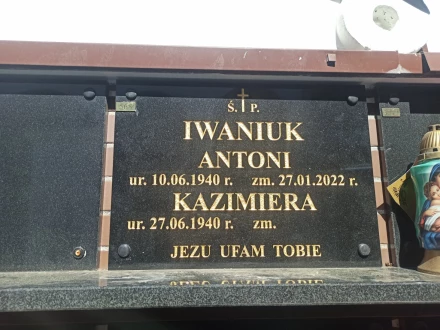 Ś. P.
IWANIUK
ANTONI
ur. 10.06.1940 r. zm. 27.01.2022 r.
KAZIMIERA
ur. 27.06.1940 r. zm.
JEZU UFAM TOBIE